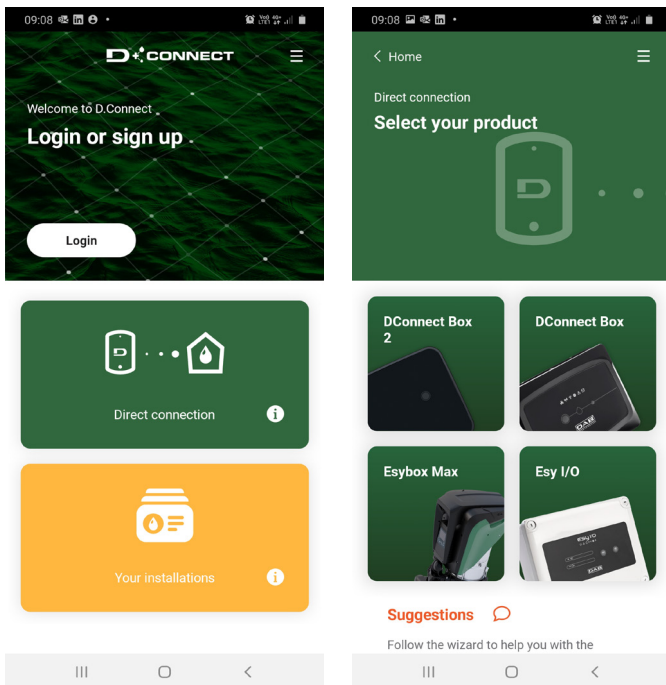 09:08
D+CONNECT
Welcome to D.Connect
Login or sign up
Login
Direct connection
Your installations
09:08
Home
Direct connection
Select your product
D
DConnect Box
2
DConnect Box
DAB
Esybox Max
Esy I/O
DAB
Suggestions
Follow the wizard to help you with the